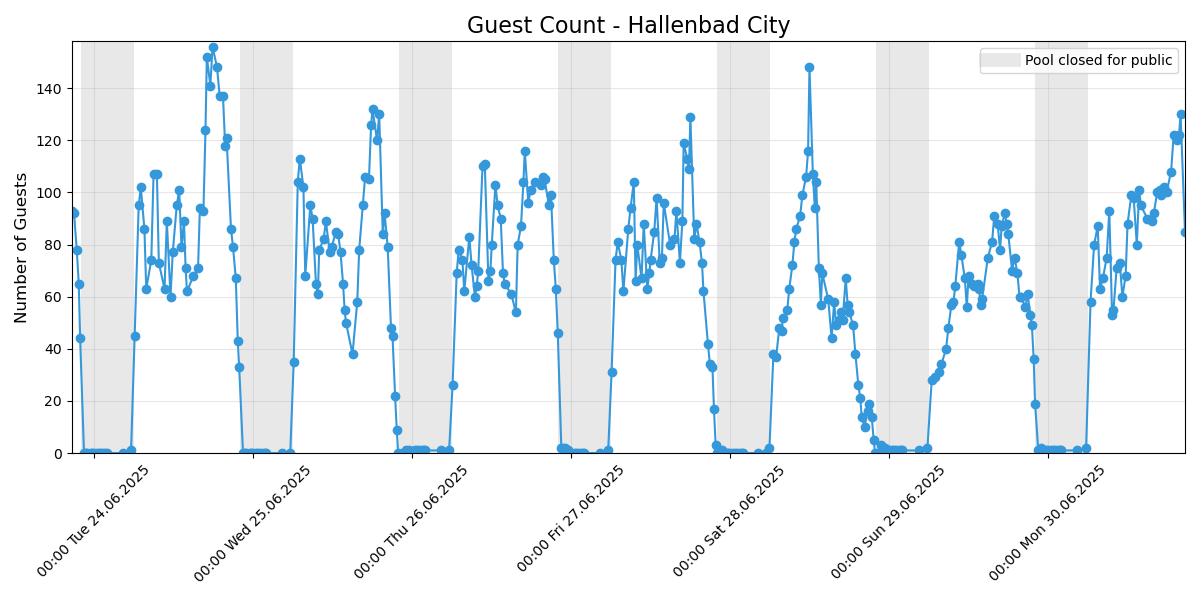 Guest Count - Hallenbad City
Pool closed for public
Number of Guests
140
120
100
80
60
40
20
0
00:00 Tue 24.06.2025
00:00 Wed 25.06.2025
00:00 Thu 26.06.2025
00:00 Fri 27.06.2025
00:00 Sat 28.06.2025
00:00 Sun 29.06.2025
00:00 Mon 30.06.2025